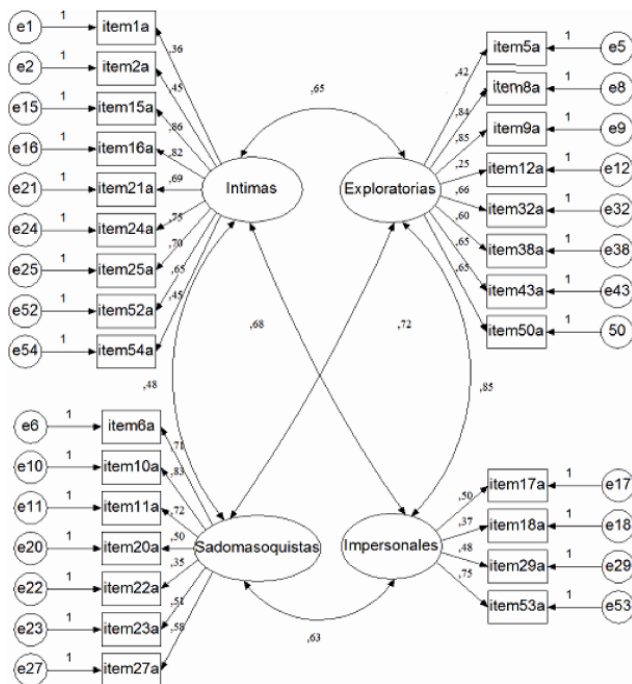 e1 1 item1a
,36
e2 1 item2a
,45
e15 1 item15a
,86
e16 1 item16a
,82
e21 1 item21a
,69
e24 1 item24a
,75
e25 1 item25a
,70
e52 1 item52a
,65
e54 1 item54a
,45
Intimas
,65
Exploratorias
,42
item5a 1 e5
,84
item8a 1 e8
,85
item9a 1 e9
,25
item12a 1 e12
,66
item32a 1 e32
,60
item38a 1 e38
,65
item43a 1 e43
,65
item50a 1 50
,68
,72
,48
,85
e6 1 item6a
,71
e10 1 item10a
,83
e11 1 item11a
,72
e20 1 item20a
,50
e22 1 item22a
,35
e23 1 item23a
,51
e27 1 item27a
,58
Sadomasoquistas
,63
Impersonales
,50
item17a 1 e17
,37
item18a 1 e18
,48
item29a 1 e29
,75
item53a 1 e53